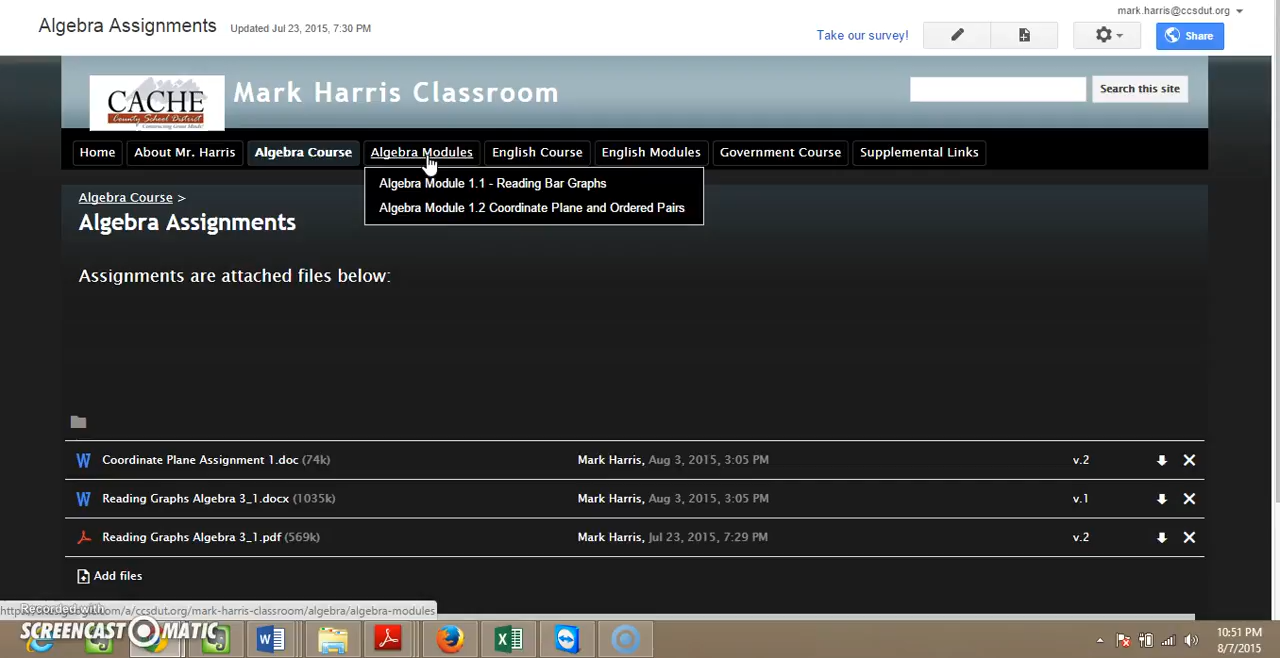 mark.harris@ccsdut.org
Algebra Assignments Updated Jul 23, 2015, 7:30 PM
Take our survey!
Share
CACHE
County School District
Mark Harris Classroom
Search this site
Home About Mr. Harris Algebra Course Algebra Modules English Course English Modules Government Course Supplemental Links
Algebra Module 1.1 - Reading Bar Graphs
Algebra Module 1.2 Coordinate Plane and Ordered Pairs
Algebra Course >
Algebra Assignments
Assignments are attached files below:
Coordinate Plane Assignment 1.doc (74k) Mark Harris, Aug 3, 2015, 3:05 PM v.2
Reading Graphs Algebra 3_1.docx (1035k) Mark Harris, Aug 3, 2015, 3:05 PM v.1
Reading Graphs Algebra 3_1.pdf (569k) Mark Harris, Jul 23, 2015, 7:29 PM v.2
Add files
Recorded with
/a/ccsdut.org/mark-harris-classroom/algebra/algebra-modules
SCREENCAST MATIC
10:51 PM
8/7/2015